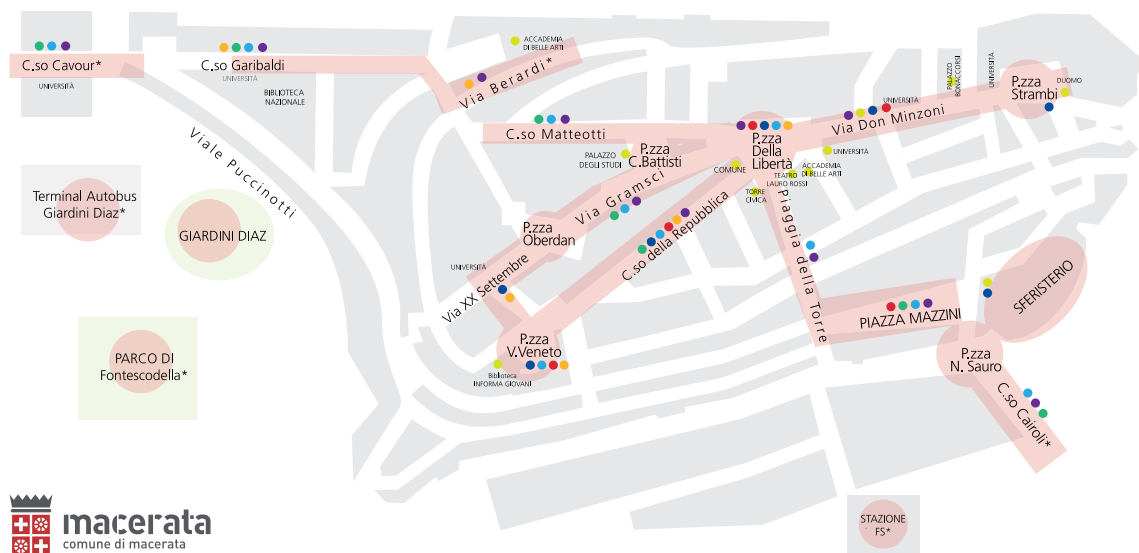 C.so Cavour*
UNIVERSITÀ
C.so Garibaldi
UNIVERSITÀ
BIBLIOTECA
NAZIONALE
ACCADEMIA
DI BELLE ARTI
Via Berardi*
Viale Puccinotti
C.so Matteotti
PALAZZO
DEGLI STUDI
P.zza
C.Battisti
P.zza
Della
Libertà
COMUNE
TORRE
CIVICA
TEATRO
LAURO ROSSI
ACCADEMIA
DI BELLE ARTI
UNIVERSITÀ
Via Don Minzoni
UNIVERSITÀ
PALAZZO
BONACCORSI
UNIVERSITÀ
P.zza
Strambi
DUOMO
Terminal Autobus
Giardini Diaz*
GIARDINI DIAZ
Via Gramsci
P.zza
Oberdan
C.so della Repubblica
Piaggia della Torre
UNIVERSITÀ
Via XX Settembre
P.zza
V.Veneto
Biblioteca
INFORMA GIOVANI
SFERISTERIO
PIAZZA MAZZINI
P.zza
N. Sauro
C.so Cairoli*
PARCO DI
Fontescodella*
STAZIONE
FS*
macerata
comune di macerata